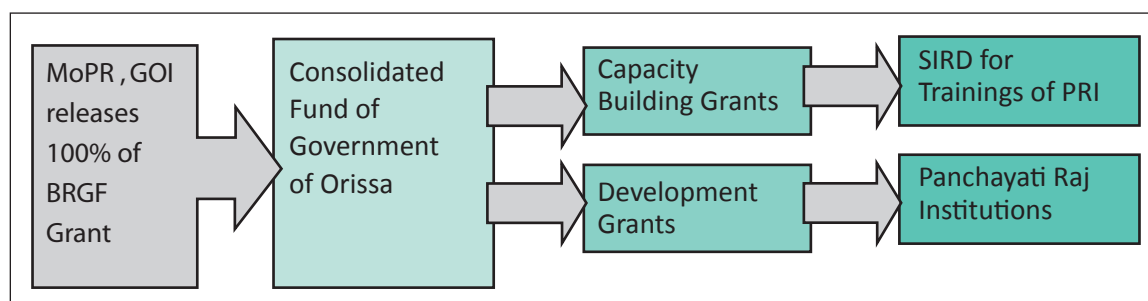 MoPR , GOI
releases
100% of
BRGF
Grant
Consolidated
Fund of
Government
of Orissa
Capacity
Building Grants
SIRD for
Trainings of PRI
Development
Grants
Panchayati Raj
Institutions